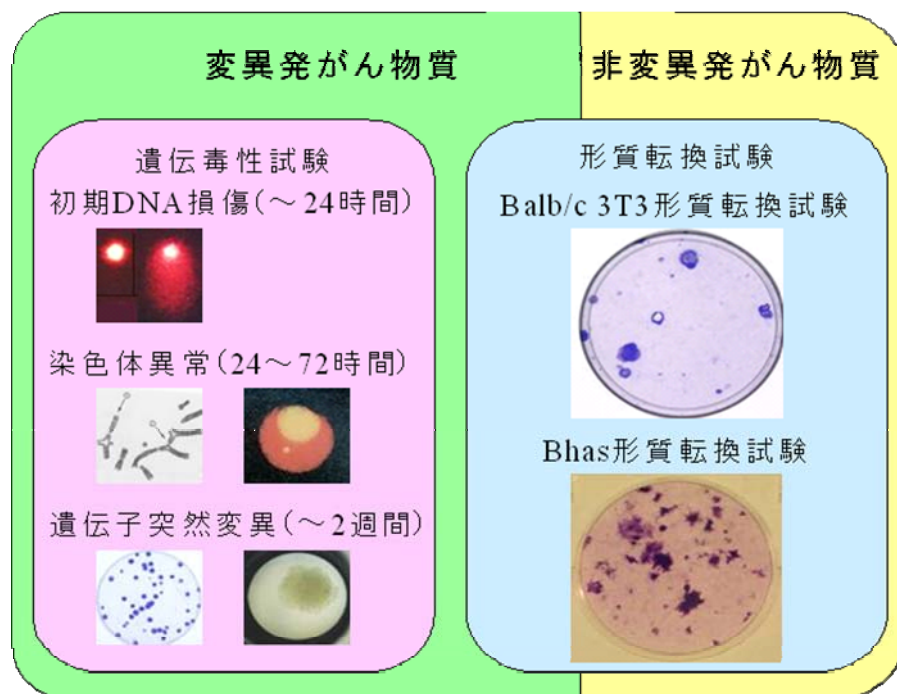 変異発がん物質
非変異発がん物質
遺伝毒性試験
初期DNA損傷(～24時間)
染色体異常(24～72時間)
遺伝子突然変異(～2週間)
形質転換試験
Balb/c 3T3形質転換試験
Bhas形質転換試験